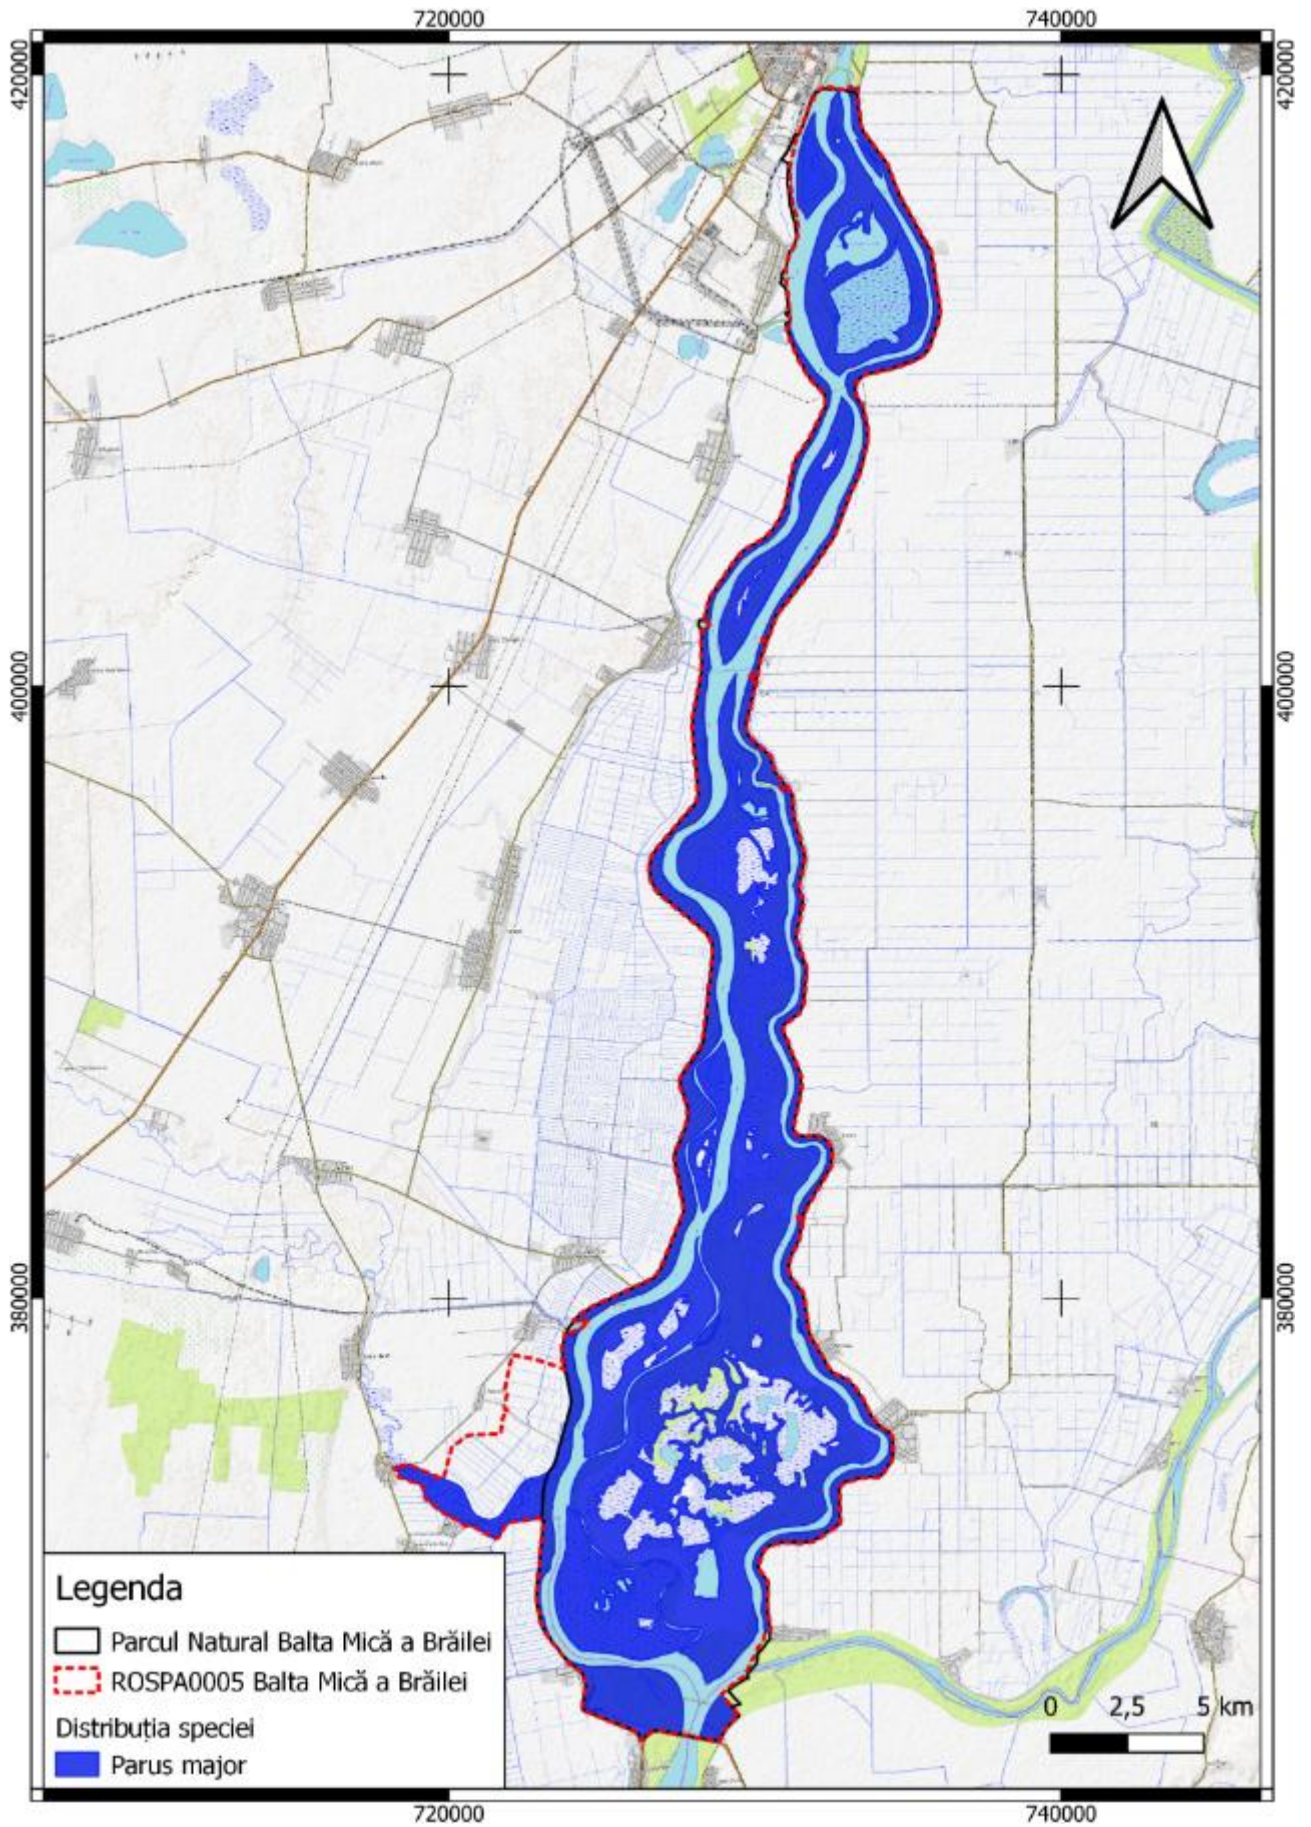 720000 740000
420000 420000
400000 400000
380000 380000
Legenda
Parcul Natural Balta Mică a Brăilei
ROSPA0005 Balta Mică a Brăilei
Distribuția speciei
Parus major
0 2,5 5 km
720000 740000